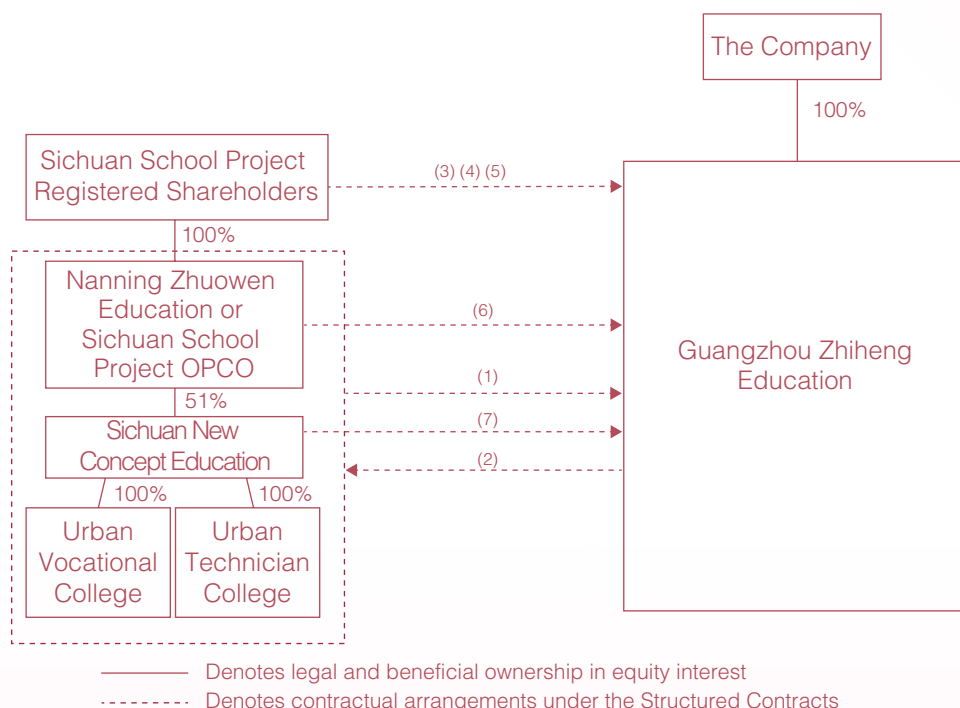 The Company
100%
Sichuan School Project
Registered Shareholders
(3) (4) (5)
100%
Nanning Zhuowen
Education or
Sichuan School
Project OPCO
(6)
Guangzhou Zhiheng
Education
(1)
51%
Sichuan New
Concept Education
(7)
(2)
100%
100%
Urban
Vocational
College
Urban
Technician
College
Denotes legal and beneficial ownership in equity interest
Denotes contractual arrangements under the Structured Contracts